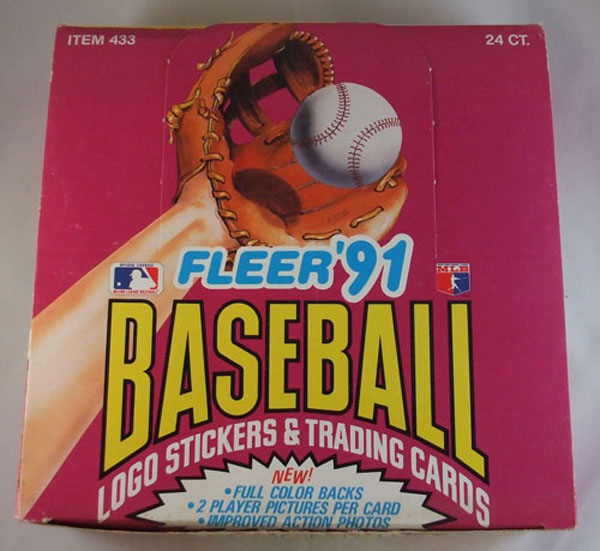 ITEM 433
24 CT.
FLEER '91
BASEBALL
LOGO STICKERS & TRADING CARDS
NEW!
• FULL COLOR BACKS
• 2 PLAYER PICTURES PER CARD
• IMPROVED ACTION PHOTOS